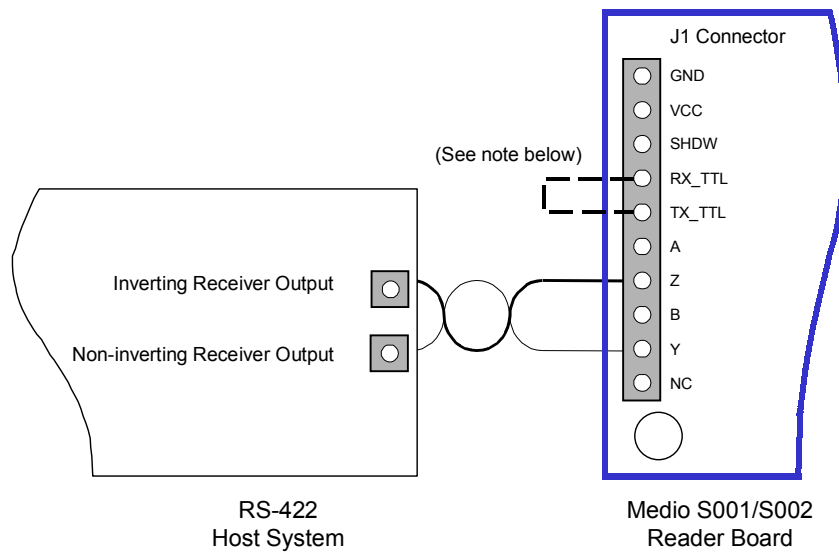 J1 Connector
GND
VCC
SHDW
(See note below)
RX_TTL
TX_TTL
A
Inverting Receiver Output
Z
B
Non-inverting Receiver Output
Y
NC
RS-422
Host System
Medio S001/S002
Reader Board